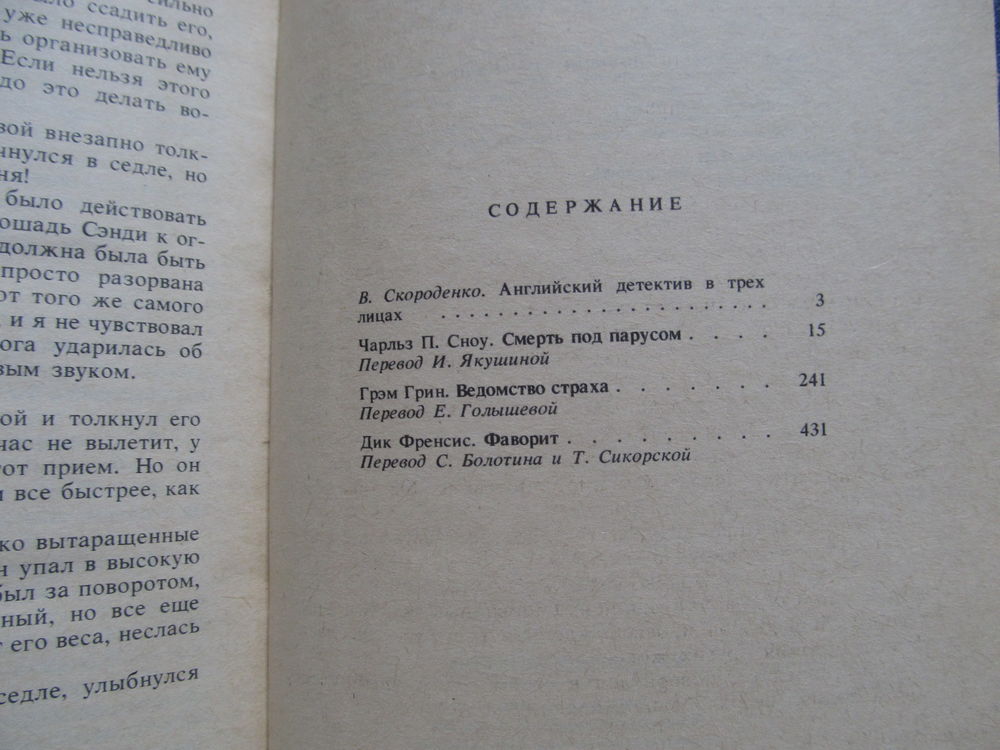 сильно
ссадить его,
уже несправедливо
организовать ему
Если нельзя этого
это делать во-
внезапно толк-
в седле, но
было действовать
Сэнди к ог-
должна была быть
просто разорвана
от того же самого
и я не чувствовал
ударилась об
звуком.
и толкнул его
час не вылетит, у
прием. Но он
все быстрее, как
вытаращенные
упал в высокую
был за поворотом,
но все еще
его веса, неслась
седле, улыбнулся
СОДЕРЖАНИЕ
В. Скороденко. Английский детектив в трех
лицах . . . . . . . . . . . . . . . . . . . . . . 3
Чарльз П. Сноу. Смерть под парусом . . . . 15
Перевод И. Якушиной
Грэм Грин. Ведомство страха . . . . . . . 241
Перевод Е. Голышевой
Дик Френсис. Фаворит . . . . . . . . . 431
Перевод С. Болотина и Т. Сикорской